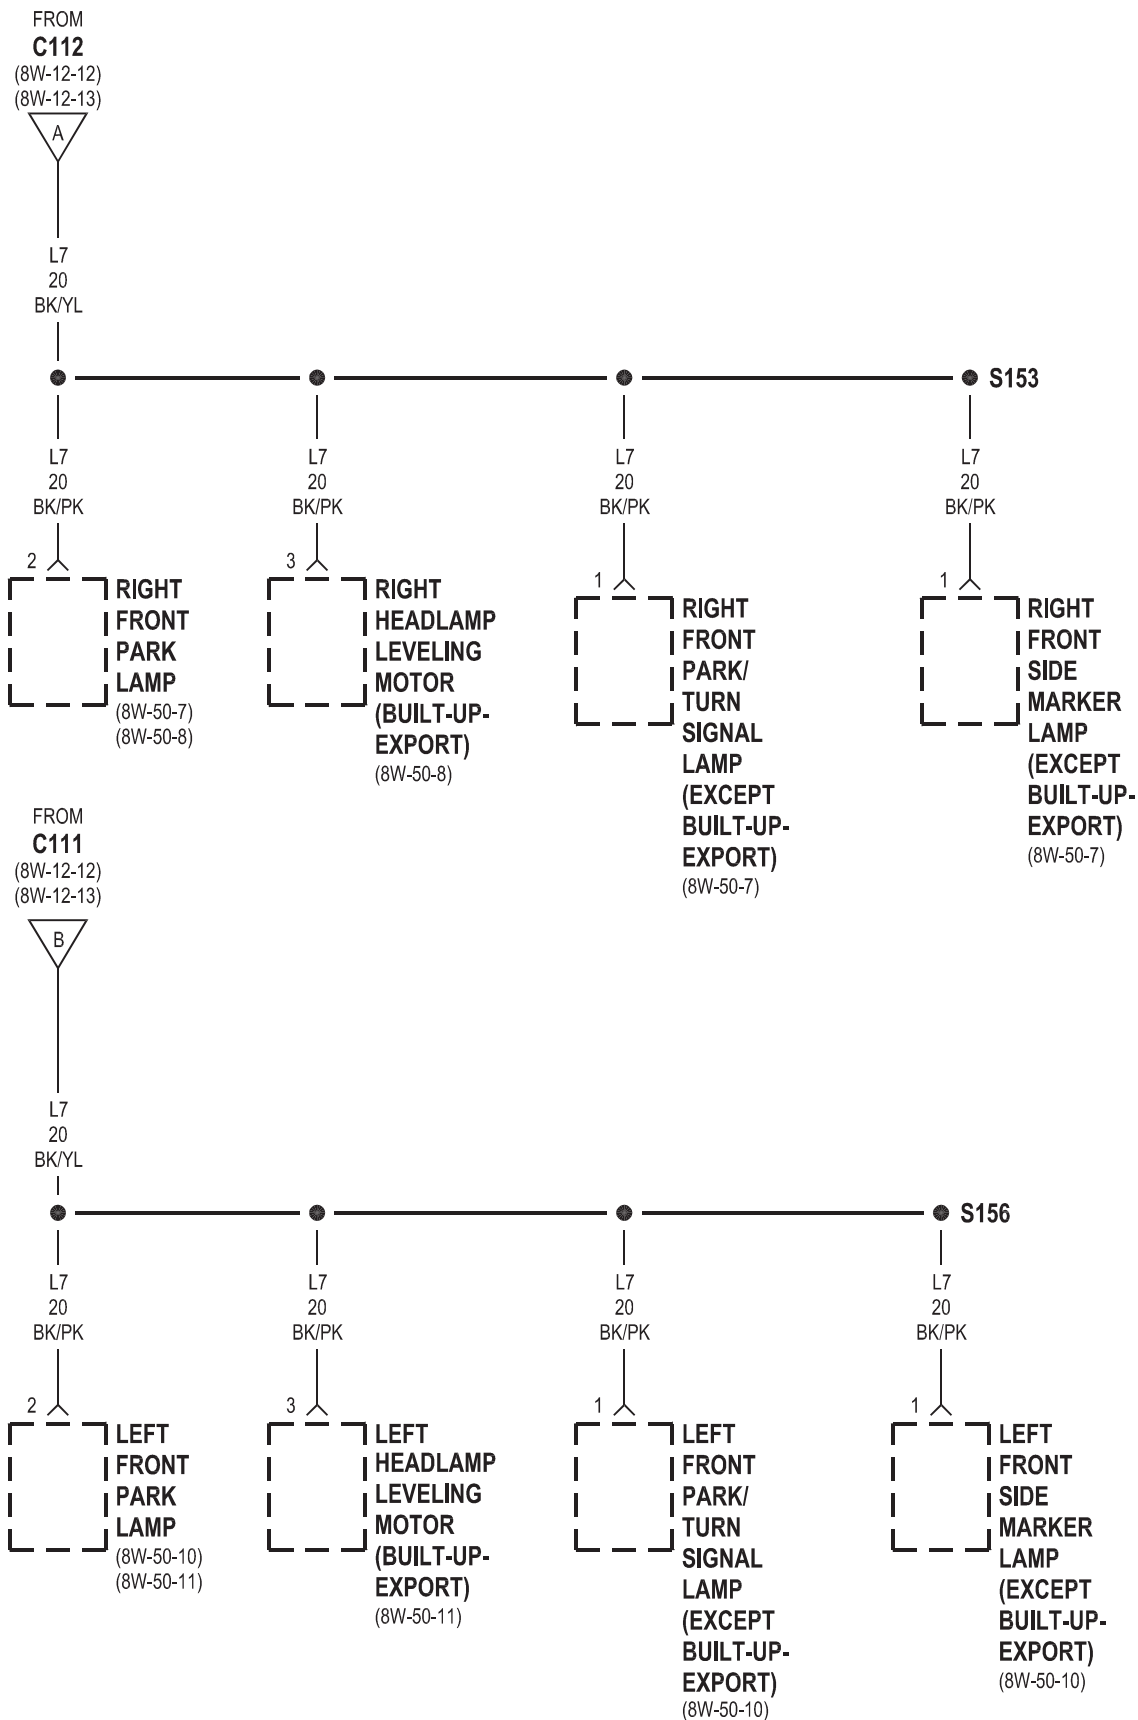 FROM
C112
(8W-12-12)
(8W-12-13)
A
L7
20
BK/YL
S153
L7
20
BK/PK
L7
20
BK/PK
L7
20
BK/PK
L7
20
BK/PK
2
RIGHT
FRONT
PARK
LAMP
(8W-50-7)
(8W-50-8)
3
RIGHT
HEADLAMP
LEVELING
MOTOR
(BUILT-UP-
EXPORT)
(8W-50-8)
1
RIGHT
FRONT
PARK/
TURN
SIGNAL
LAMP
(EXCEPT
BUILT-UP-
EXPORT)
(8W-50-7)
1
RIGHT
FRONT
SIDE
MARKER
LAMP
(EXCEPT
BUILT-UP-
EXPORT)
(8W-50-7)
FROM
C111
(8W-12-12)
(8W-12-13)
B
L7
20
BK/YL
S156
L7
20
BK/PK
L7
20
BK/PK
L7
20
BK/PK
L7
20
BK/PK
2
LEFT
FRONT
PARK
LAMP
(8W-50-10)
(8W-50-11)
3
LEFT
HEADLAMP
LEVELING
MOTOR
(BUILT-UP-
EXPORT)
(8W-50-11)
1
LEFT
FRONT
PARK/
TURN
SIGNAL
LAMP
(EXCEPT
BUILT-UP-
EXPORT)
(8W-50-10)
1
LEFT
FRONT
SIDE
MARKER
LAMP
(EXCEPT
BUILT-UP-
EXPORT)
(8W-50-10)